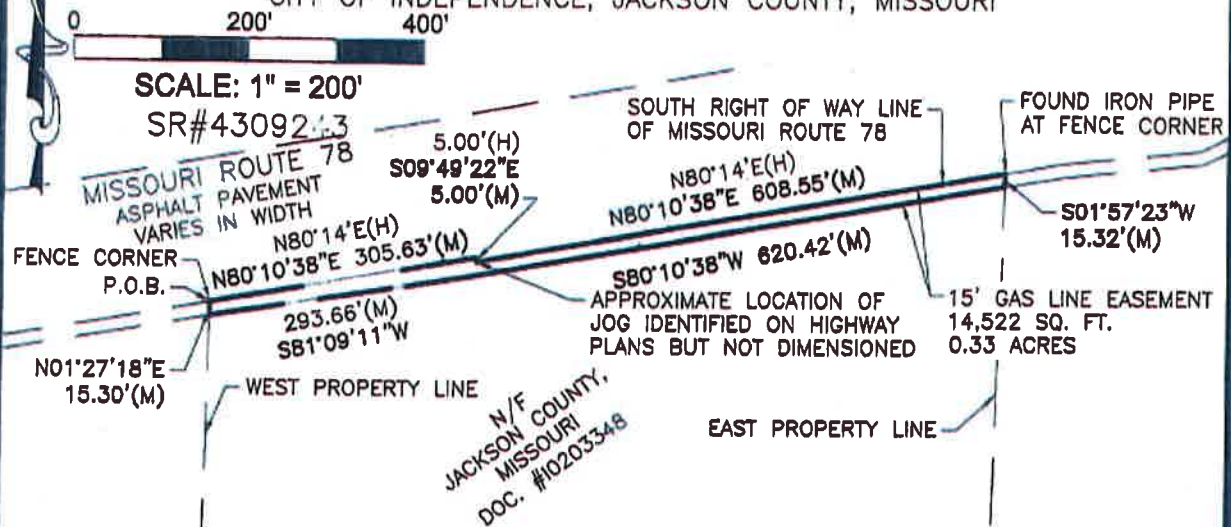 CITY OF INDEPENDENCE, JACKSON COUNTY, MISSOURI
0 200' 400'
SCALE: 1" = 200'
MISSOURI ROUTE 78
ASPHALT PAVEMENT
VARIES IN WIDTH
5.00'(H)
S09°49'22"E
5.00'(M)
SOUTH RIGHT OF WAY LINE
OF MISSOURI ROUTE 78
FOUND IRON PIPE
AT FENCE CORNER
N80°14'E(H)
N80°10'38"E 608.55'(M)
FENCE CORNER
P.O.B.
N80°14'E(H)
N80°10'38"E 305.63'(M)
S01°57'23"W
15.32'(M)
S80°10'38"W 620.42'(M)
293.66'(M)
S81°09'11"W
APPROXIMATE LOCATION OF
JOG IDENTIFIED ON HIGHWAY
PLANS BUT NOT DIMENSIONED
15' GAS LINE EASEMENT
14,522 SQ. FT.
0.33 ACRES
N01°27'18"E
15.30'(M)
WEST PROPERTY LINE
N/F
JACKSON COUNTY,
MISSOURI
DOC. #10203348
EAST PROPERTY LINE